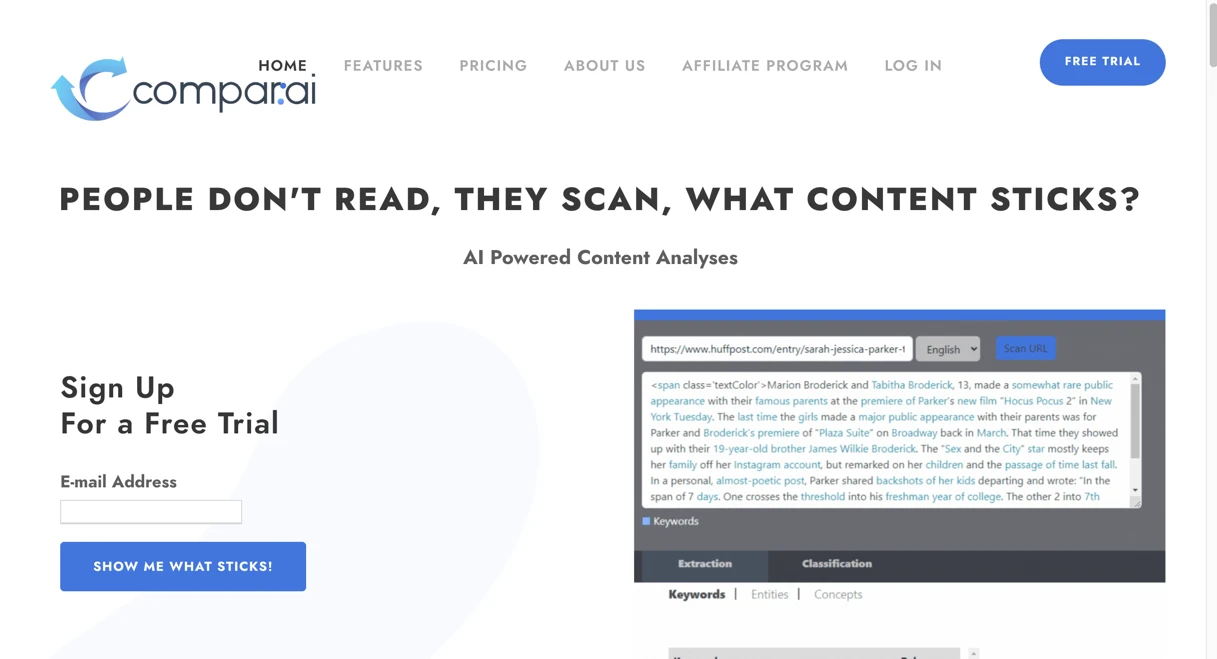 HOME FEATURES PRICING ABOUT US AFFILIATE PROGRAM LOG IN FREE TRIAL
compar.ai
PEOPLE DON'T READ, THEY SCAN, WHAT CONTENT STICKS?
AI Powered Content Analyses
Sign Up
For a Free Trial
E-mail Address
SHOW ME WHAT STICKS!
https://www.huffpost.com/entry/sarah-jessica-parker-1 English Scan URL
<span class='textColor'>Marion Broderick and Tabitha Broderick, 13, made a somewhat rare public
appearance with their famous parents at the premiere of Parker's new film "Hocus Pocus 2" in New
York Tuesday. The last time the girls made a major public appearance with their parents was for
Parker and Broderick's premiere of "Plaza Suite" on Broadway back in March. That time they showed
up with their 19-year-old brother James Wilkie Broderick. The "Sex and the City" star mostly keeps
her family off her Instagram account, but remarked on her children and the passage of time last fall.
In a personal, almost-poetic post, Parker shared backshots of her kids departing and wrote: "In the
span of 7 days. One crosses the threshold into his freshman year of college. The other 2 into 7th
Keywords
Extraction Classification
Keywords | Entities | Concepts